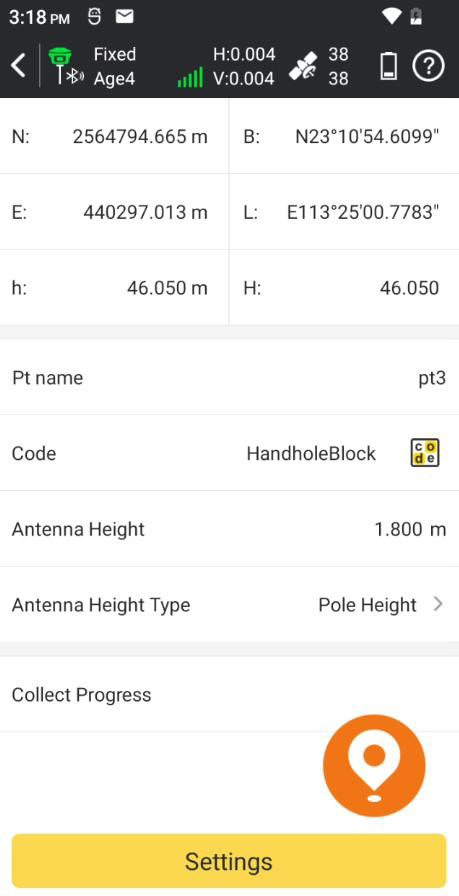 3:18 PM
Fixed H:0.004 38
Age4 V:0.004 38
N: 2564794.665 m B: N23°10'54.6099"
E: 440297.013 m L: E113°25'00.7783"
h: 46.050 m H: 46.050
Pt name pt3
Code HandholeBlock code
Antenna Height 1.800 m
Antenna Height Type Pole Height
Collect Progress
Settings